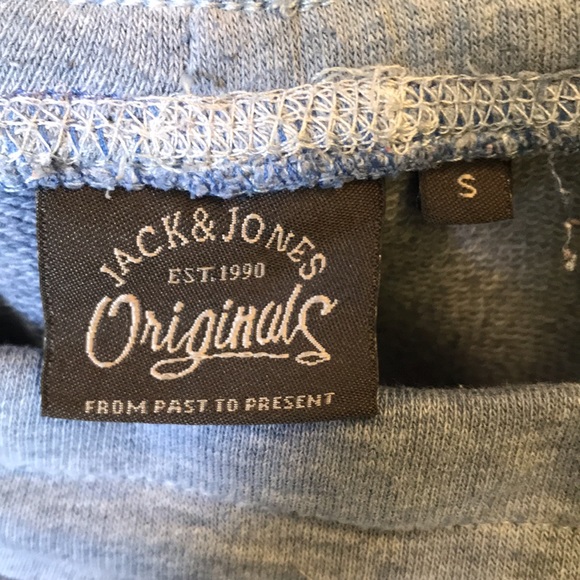 JACK&JONES
EST.1990
Originals
FROM PAST TO PRESENT
S